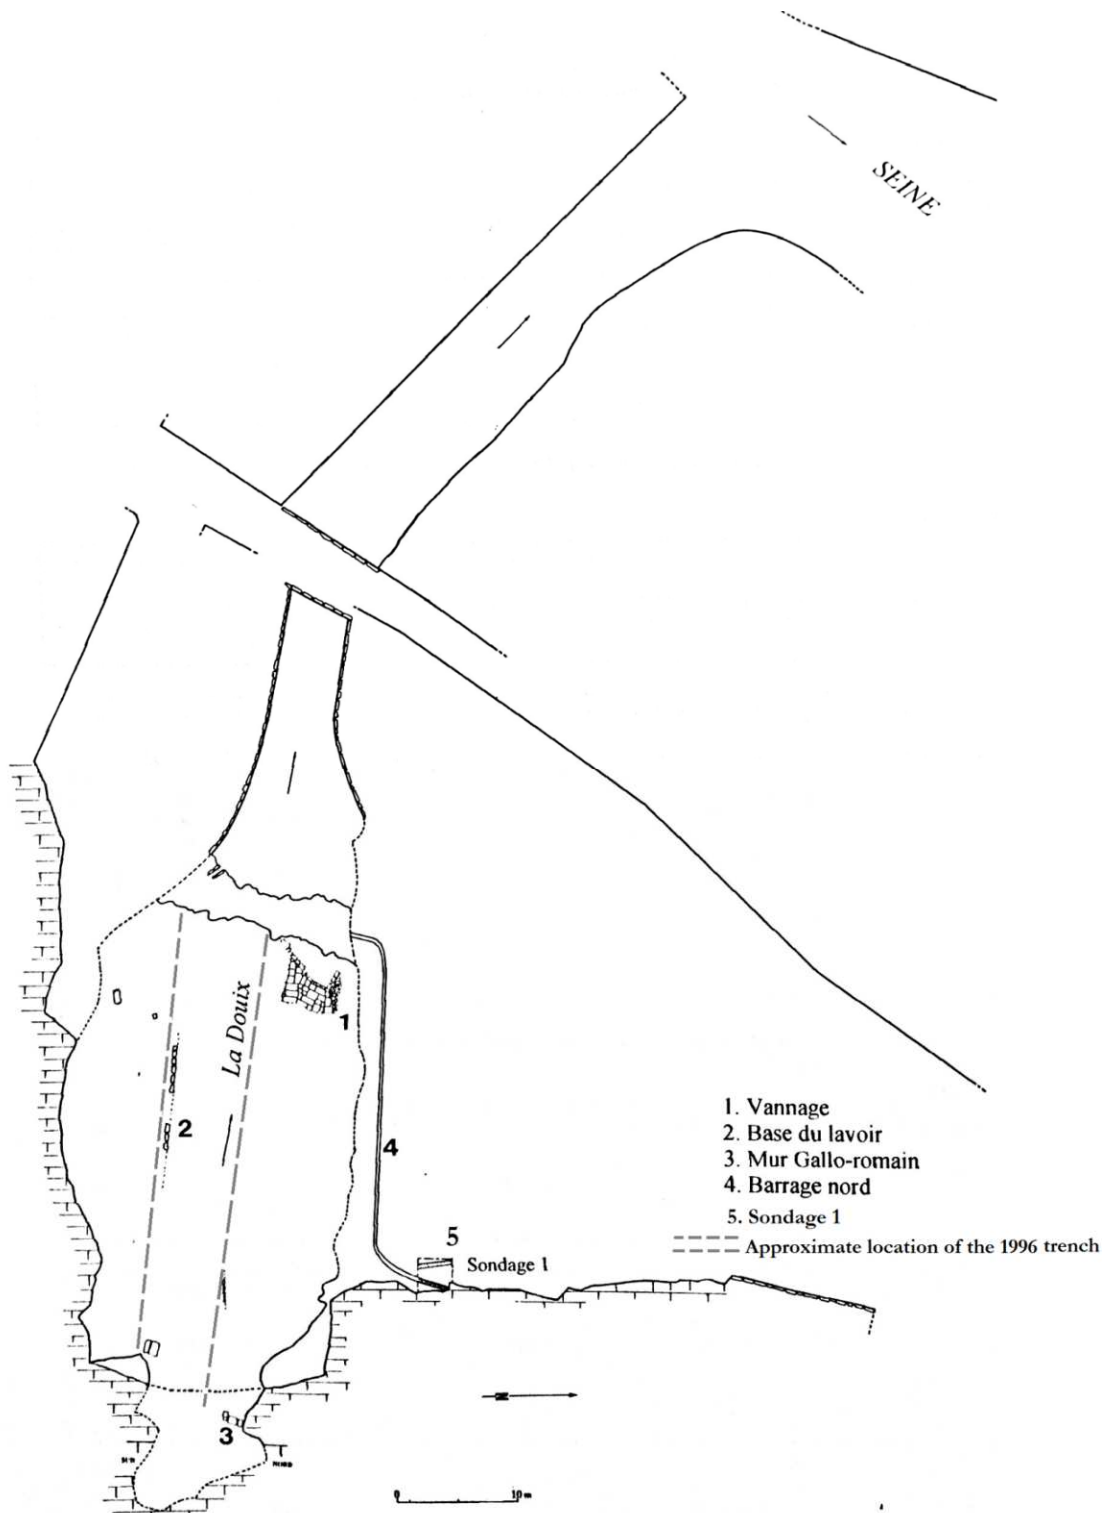 SEINE
La Douix
1
2
4
1. Vannage
2. Base du lavoir
3. Mur Gallo-romain
4. Barrage nord
5. Sondage 1
Approximate location of the 1996 trench
5
Sondage 1
N
3
NORD
0
10 m